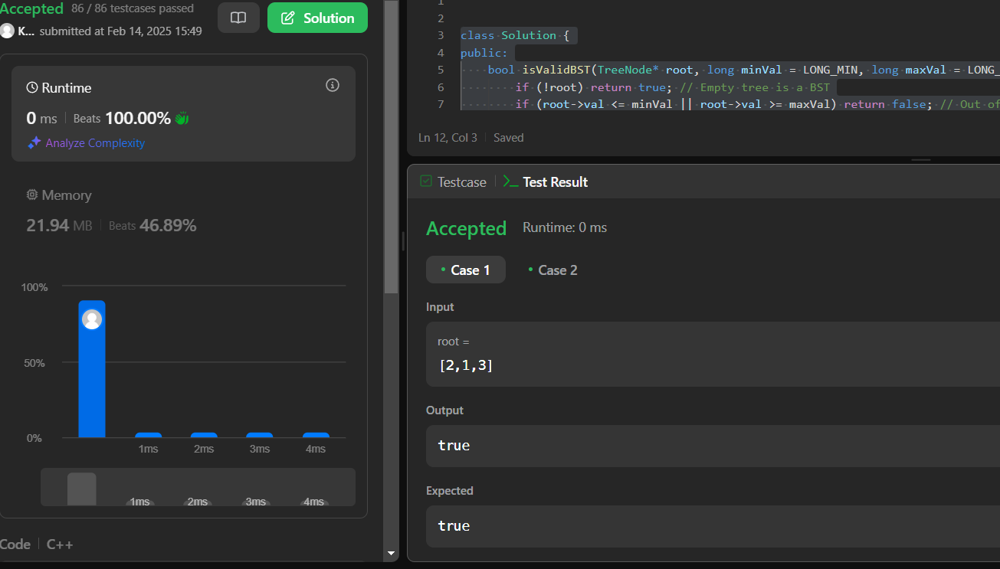 Accepted 86 / 86 testcases passed
K... submitted at Feb 14, 2025 15:49
Solution
Runtime
0 ms Beats 100.00%
Analyze Complexity
Memory
21.94 MB Beats 46.89%
100%
50%
0%
1ms 2ms 3ms 4ms
1ms 2ms 3ms 4ms
Code C++
1
2
3 class Solution {
4 public:
5 bool isValidBST(TreeNode* root, long minVal = LONG_MIN, long maxVal = LONG_
6 if (!root) return true; // Empty tree is a BST
7 if (root->val <= minVal || root->val >= maxVal) return false; // Out of
Ln 12, Col 3 Saved
Testcase Test Result
Accepted Runtime: 0 ms
Case 1 Case 2
Input
root =
[2,1,3]
Output
true
Expected
true